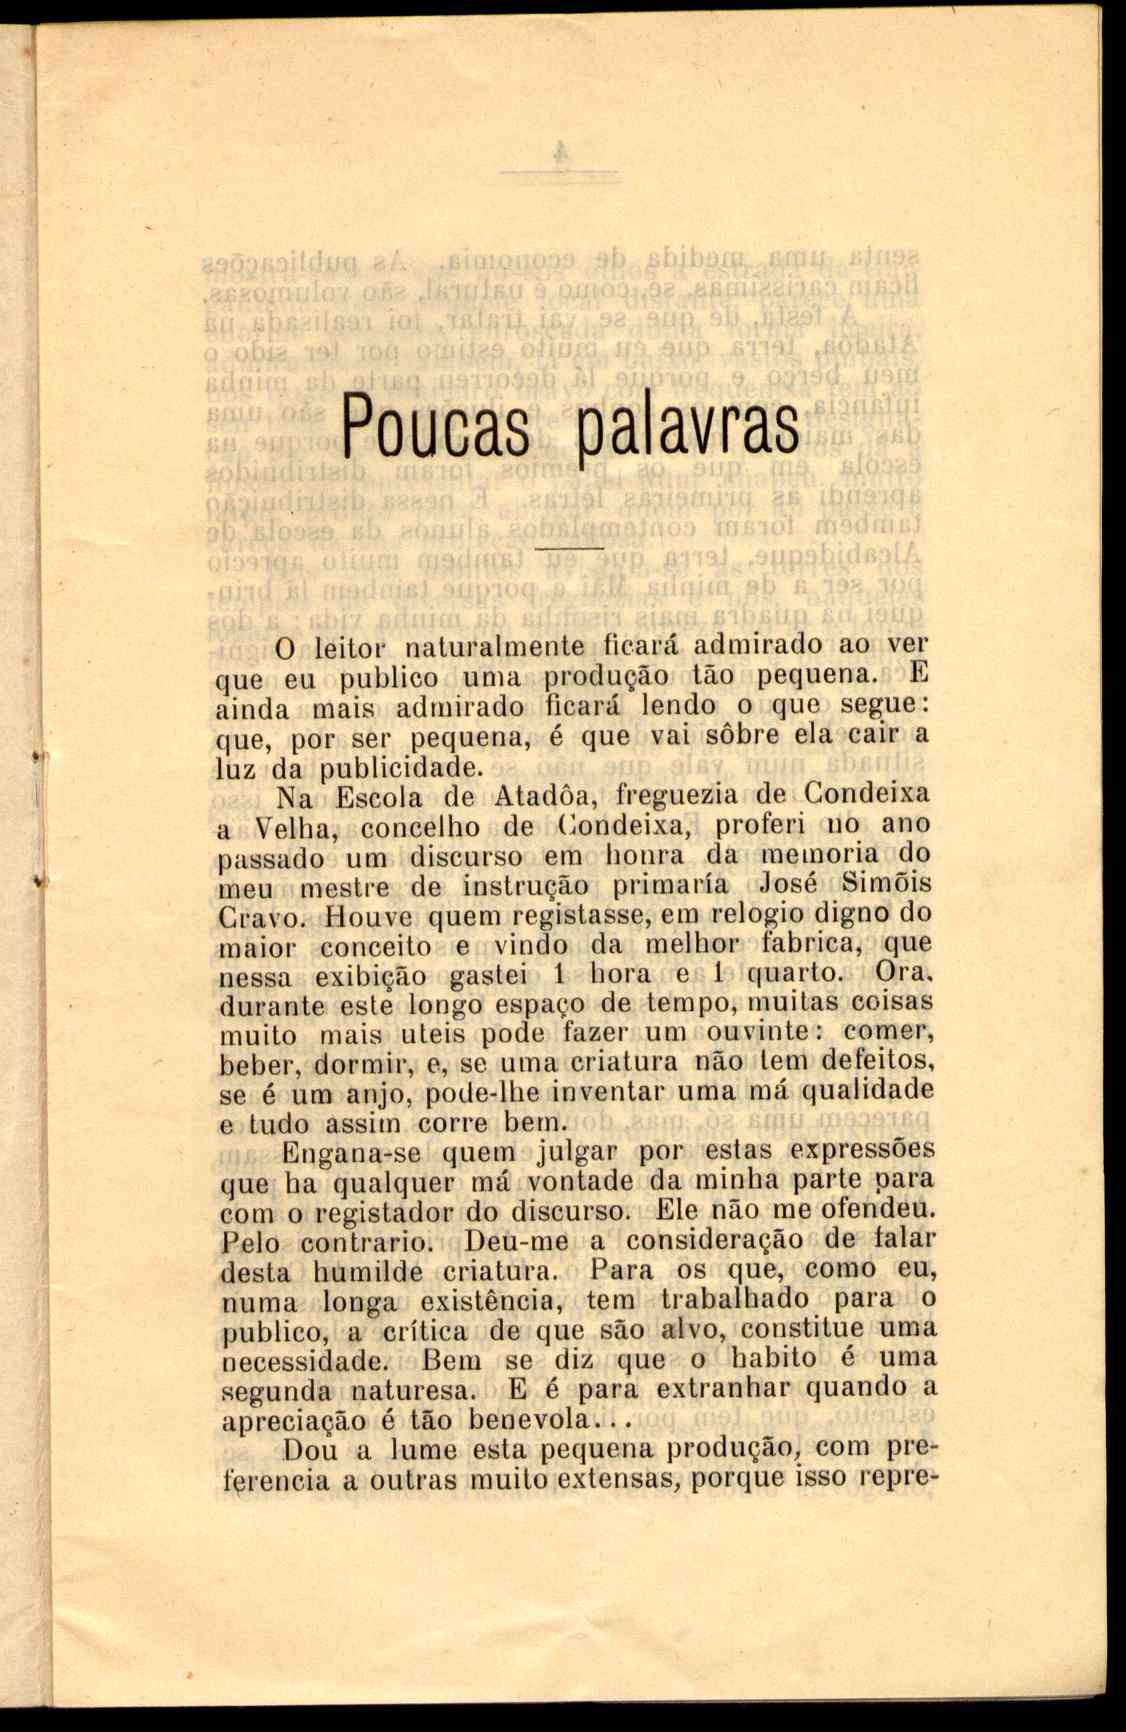 Poucas palavras
O leitor naturalmente ficará admirado ao ver
que eu publico uma produção tão pequena. E
ainda mais admirado ficará lendo o que segue:
que, por ser pequena, é que vai sôbre ela cair a
luz da publicidade.
Na Escola de Atadôa, freguezia de Condeixa
a Velha, concelho de Condeixa, proferi no ano
passado um discurso em honra da memoria do
meu mestre de instrução primaría José Simõis
Cravo. Houve quem registasse, em relogio digno do
maior conceito e vindo da melhor fabrica, que
nessa exibição gastei 1 hora e 1 quarto. Ora,
durante este longo espaço de tempo, muitas coisas
muito mais uteis pode fazer um ouvinte: comer,
beber, dormir, e, se uma criatura não tem defeitos,
se é um anjo, pode-lhe inventar uma má qualidade
e tudo assim corre bem.
Engana-se quem julgar por estas expressões
que ha qualquer má vontade da minha parte para
com o registador do discurso. Ele não me ofendeu.
Pelo contrario. Deu-me a consideração de falar
desta humilde criatura. Para os que, como eu,
numa longa existência, tem trabalhado para o
publico, a crítica de que são alvo, constitue uma
necessidade. Bem se diz que o habito é uma
segunda naturesa. E é para extranhar quando a
apreciação é tão benevola...
Dou a lume esta pequena produção, com pre-
ferencia a outras muito extensas, porque isso repre-